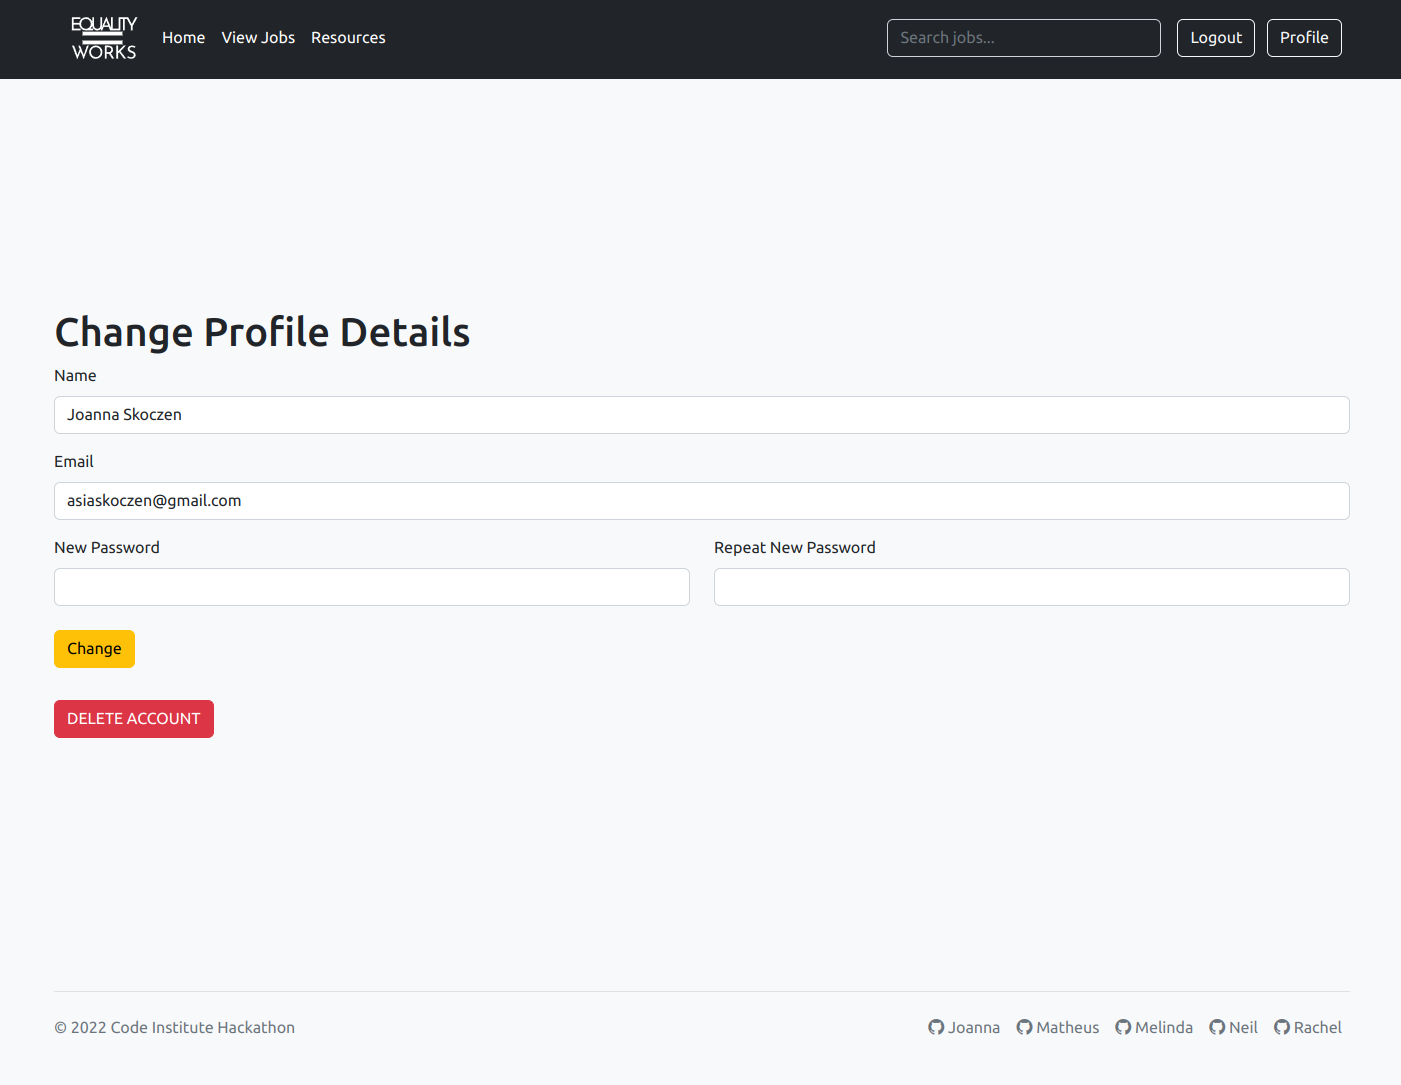 EQUALITY
WORKS
Home View Jobs Resources
Search jobs...
Logout
Profile
Change Profile Details
Name
Joanna Skoczen
Email
asiaskoczen@gmail.com
New Password
Repeat New Password
Change
DELETE ACCOUNT
© 2022 Code Institute Hackathon
Joanna Matheus Melinda Neil Rachel